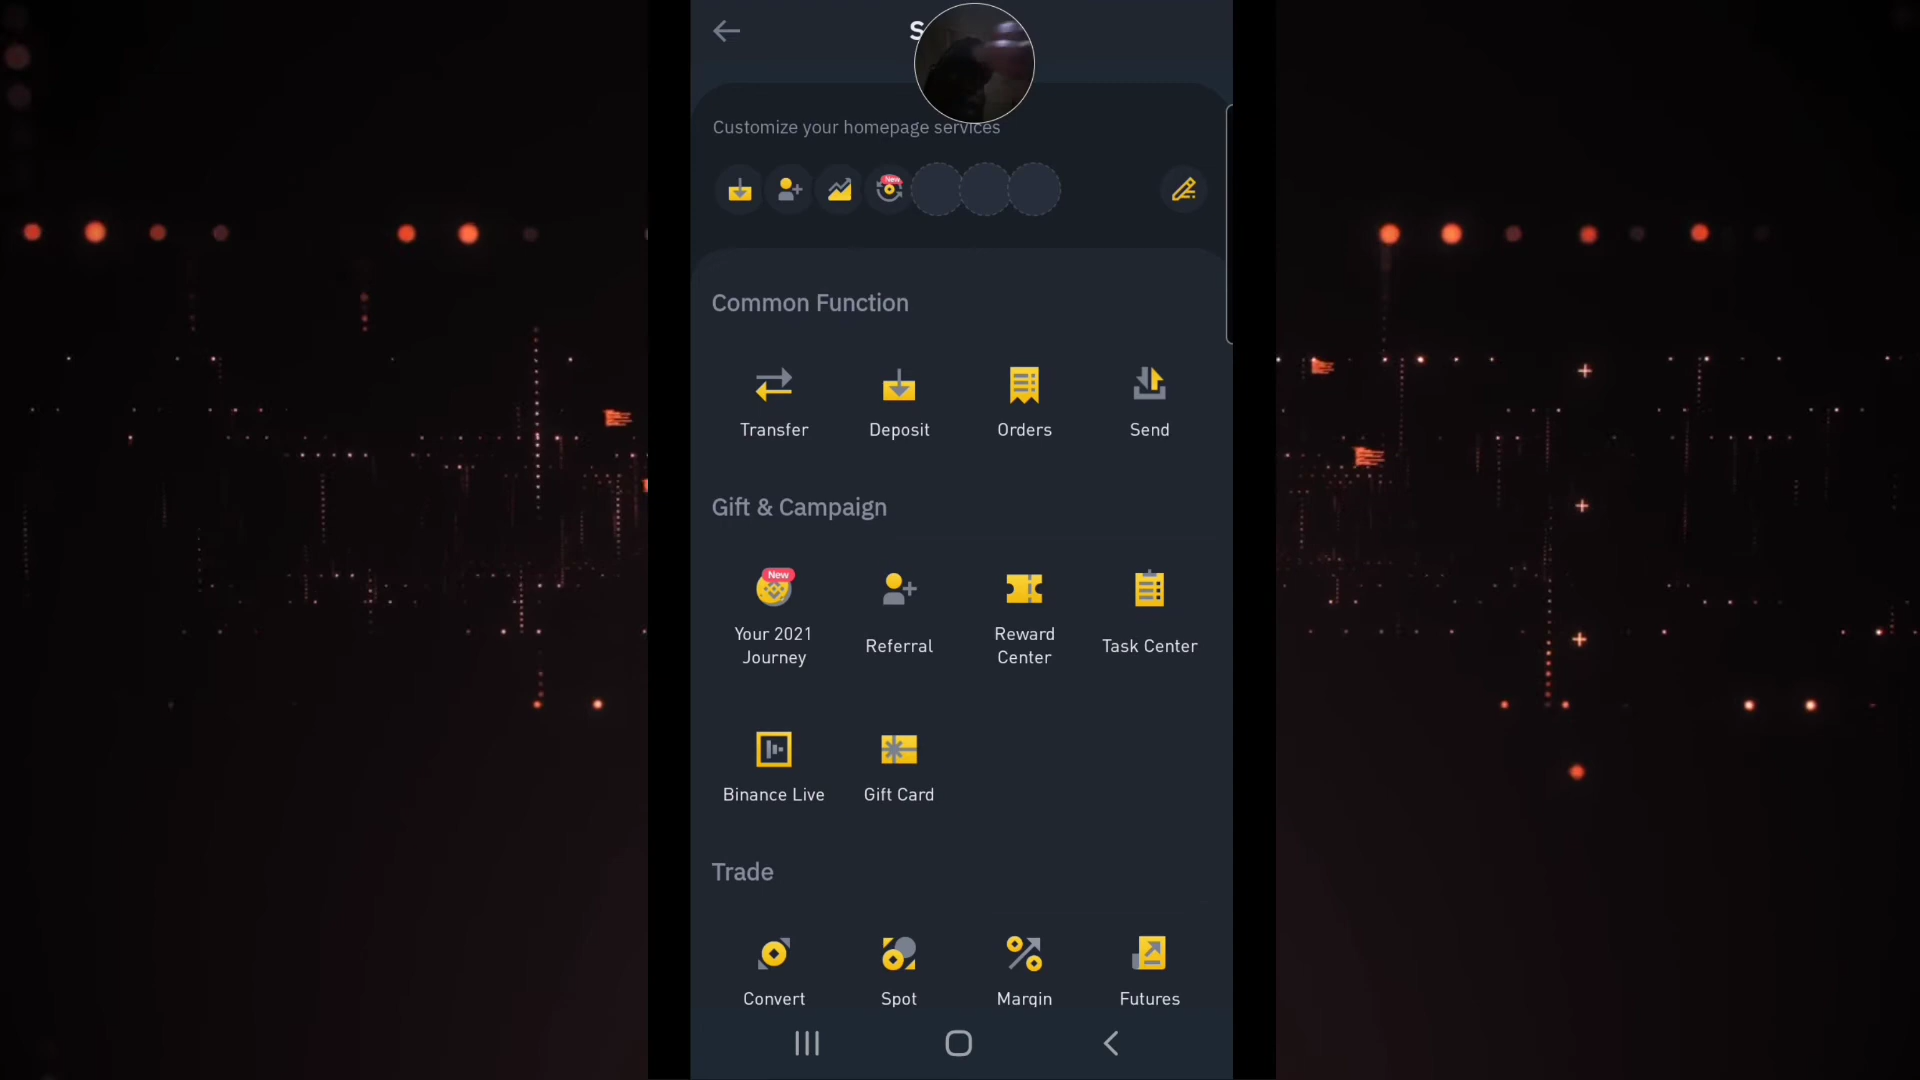 Customize your homepage services
New
Common Function
Transfer
Deposit
Orders
Send
Gift & Campaign
New
Your 2021
Journey
Referral
Reward
Center
Task Center
Binance Live
Gift Card
Trade
Convert
Spot
Margin
Futures